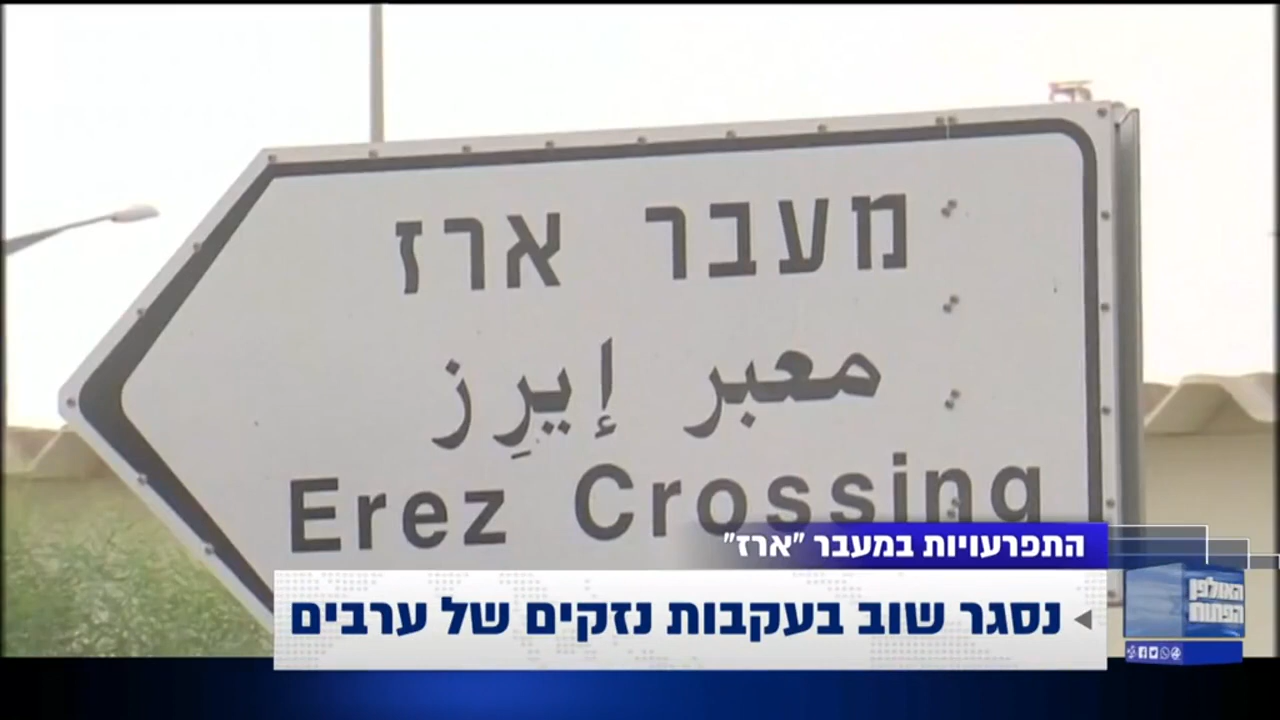 מעבר ארז
معبر إيرِز
Erez Crossing
התפרעויות במעבר "ארז"
נסגר שוב בעקבות נזקים של ערבים
האולפן
הפתוח